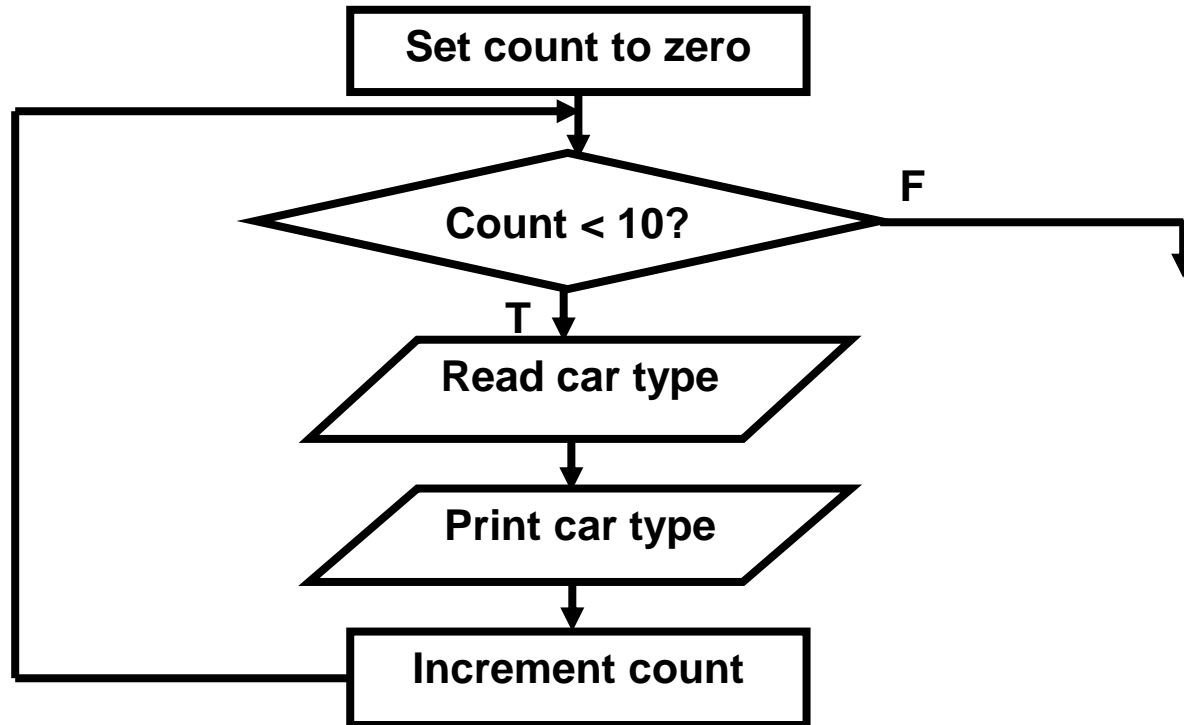 Set count to zero
Count < 10?
F
T
Read car type
Print car type
Increment count